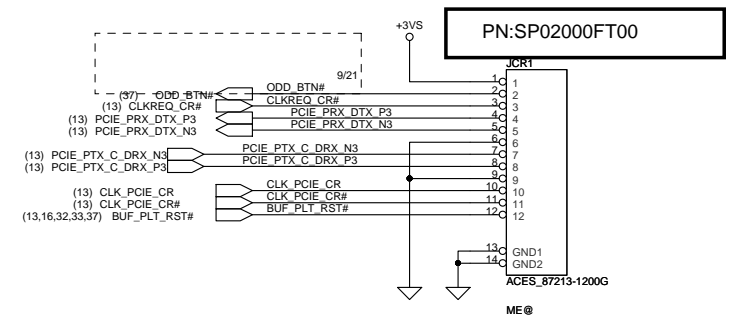 +3VS
PN:SP02000FT00
JCR1
9/21
(37) ODD_BTN# ODD_BTN# 2 2
1 1
(13) CLKREQ_CR# CLKREQ_CR# 3 3
(13) PCIE_PRX_DTX_P3 PCIE_PRX_DTX_P3 4 4
(13) PCIE_PRX_DTX_N3 PCIE_PRX_DTX_N3 5 5
6 6
(13) PCIE_PTX_C_DRX_N3 PCIE_PTX_C_DRX_N3 7 7
(13) PCIE_PTX_C_DRX_P3 PCIE_PTX_C_DRX_P3 8 8
9 9
(13) CLK_PCIE_CR CLK_PCIE_CR 10 10
(13) CLK_PCIE_CR# CLK_PCIE_CR# 11 11
(13,16,32,33,37) BUF_PLT_RST# BUF_PLT_RST# 12 12
13 GND1
14 GND2
ACES_87213-1200G
ME@